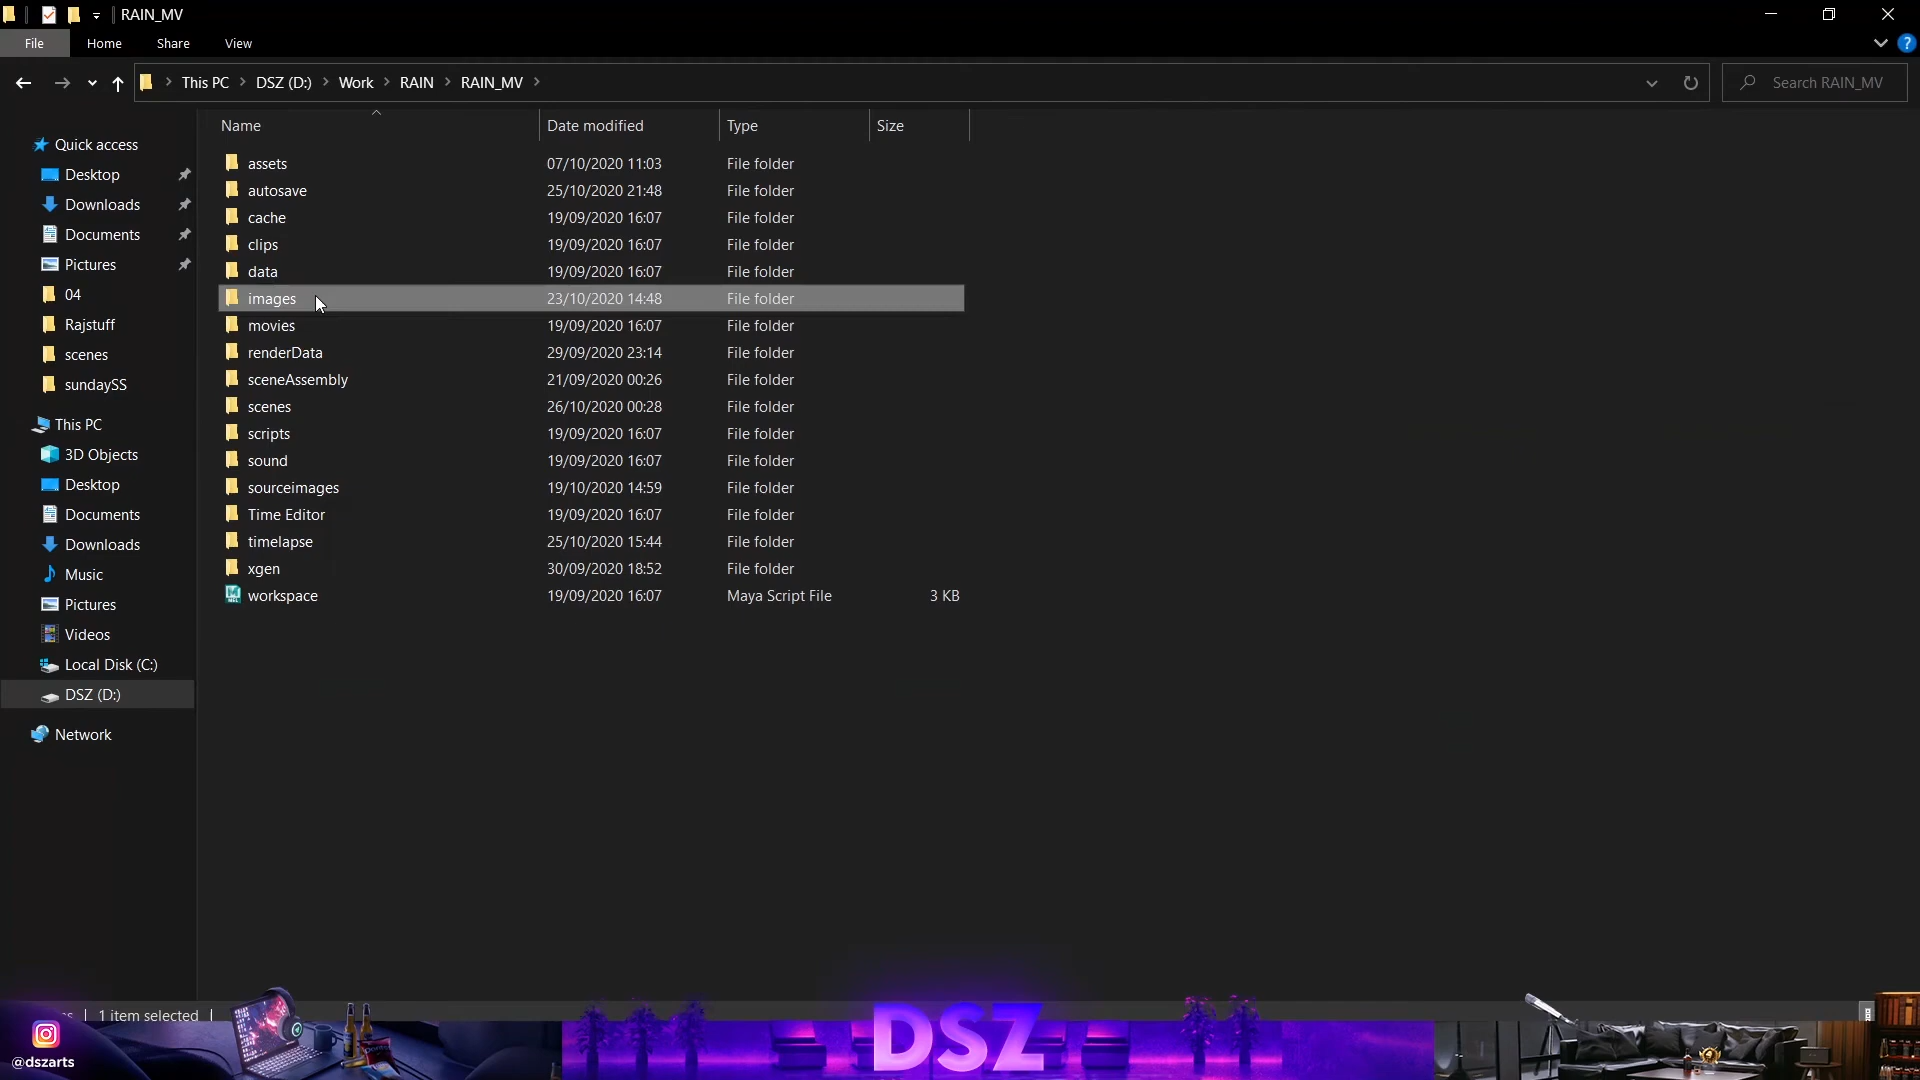 RAIN_MV
File Home Share View
This PC DSZ (D:) Work RAIN RAIN_MV
Search RAIN_MV
Name Date modified Type Size
Quick access
Desktop
Downloads
Documents
Pictures
04
Rajstuff
scenes
sundaySS
This PC
3D Objects
Desktop
Documents
Downloads
Music
Pictures
Videos
Local Disk (C:)
DSZ (D:)
Network
assets 07/10/2020 11:03 File folder
autosave 25/10/2020 21:48 File folder
cache 19/09/2020 16:07 File folder
clips 19/09/2020 16:07 File folder
data 19/09/2020 16:07 File folder
images 23/10/2020 14:48 File folder
movies 19/09/2020 16:07 File folder
renderData 29/09/2020 23:14 File folder
sceneAssembly 21/09/2020 00:26 File folder
scenes 26/10/2020 00:28 File folder
scripts 19/09/2020 16:07 File folder
sound 19/09/2020 16:07 File folder
sourceimages 19/10/2020 14:59 File folder
Time Editor 19/09/2020 16:07 File folder
timelapse 25/10/2020 15:44 File folder
xgen 30/09/2020 18:52 File folder
workspace 19/09/2020 16:07 Maya Script File 3 KB
1 item selected
@dszarts
DSZ